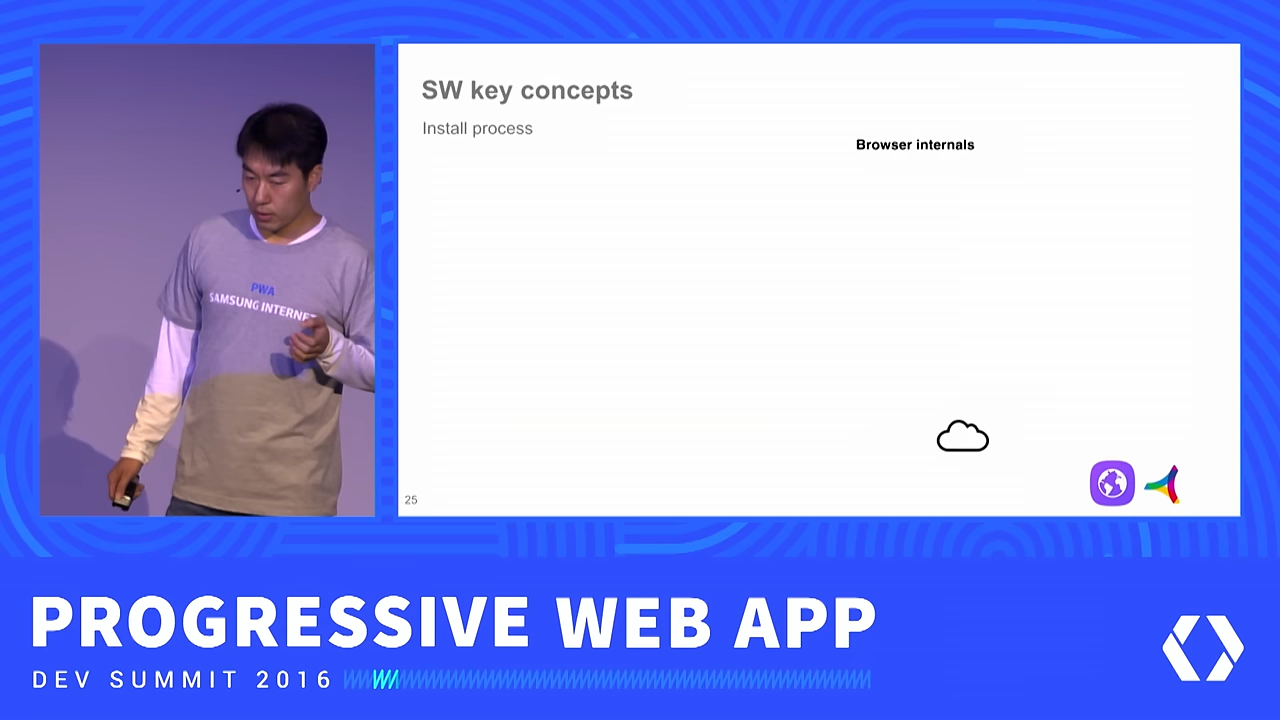 SW key concepts
Install process
Browser internals
PWA
SAMSUNG INTERNET
25
PROGRESSIVE WEB APP
DEV SUMMIT 2016